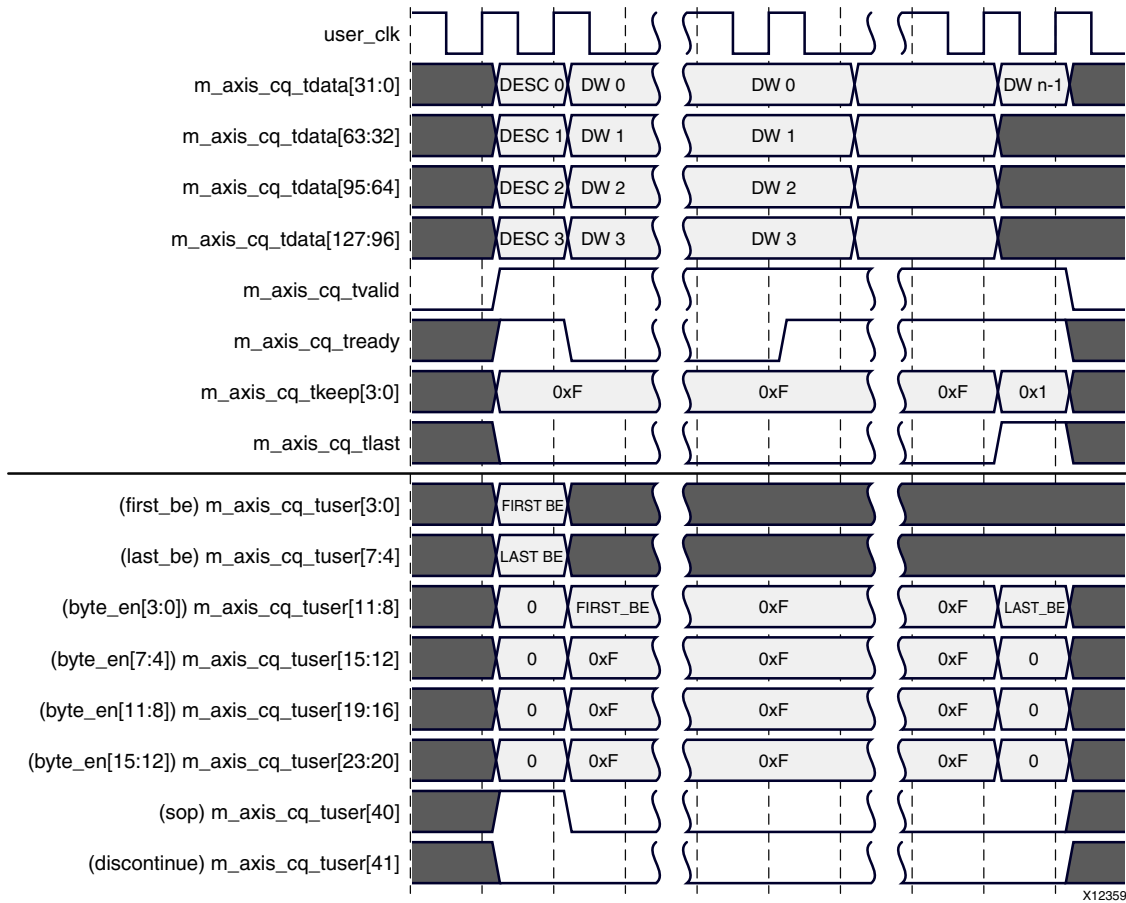 user_clk
m_axis_cq_tdata[31:0] DESC 0 DW 0 DW 0 DW n-1
m_axis_cq_tdata[63:32] DESC 1 DW 1 DW 1
m_axis_cq_tdata[95:64] DESC 2 DW 2 DW 2
m_axis_cq_tdata[127:96] DESC 3 DW 3 DW 3
m_axis_cq_tvalid
m_axis_cq_tready
m_axis_cq_tkeep[3:0] 0xF 0xF 0xF 0x1
m_axis_cq_tlast
(first_be) m_axis_cq_tuser[3:0] FIRST BE
(last_be) m_axis_cq_tuser[7:4] LAST BE
(byte_en[3:0]) m_axis_cq_tuser[11:8] 0 FIRST_BE 0xF 0xF LAST_BE
(byte_en[7:4]) m_axis_cq_tuser[15:12] 0 0xF 0xF 0xF 0
(byte_en[11:8]) m_axis_cq_tuser[19:16] 0 0xF 0xF 0xF 0
(byte_en[15:12]) m_axis_cq_tuser[23:20] 0 0xF 0xF 0xF 0
(sop) m_axis_cq_tuser[40]
(discontinue) m_axis_cq_tuser[41]
X12359